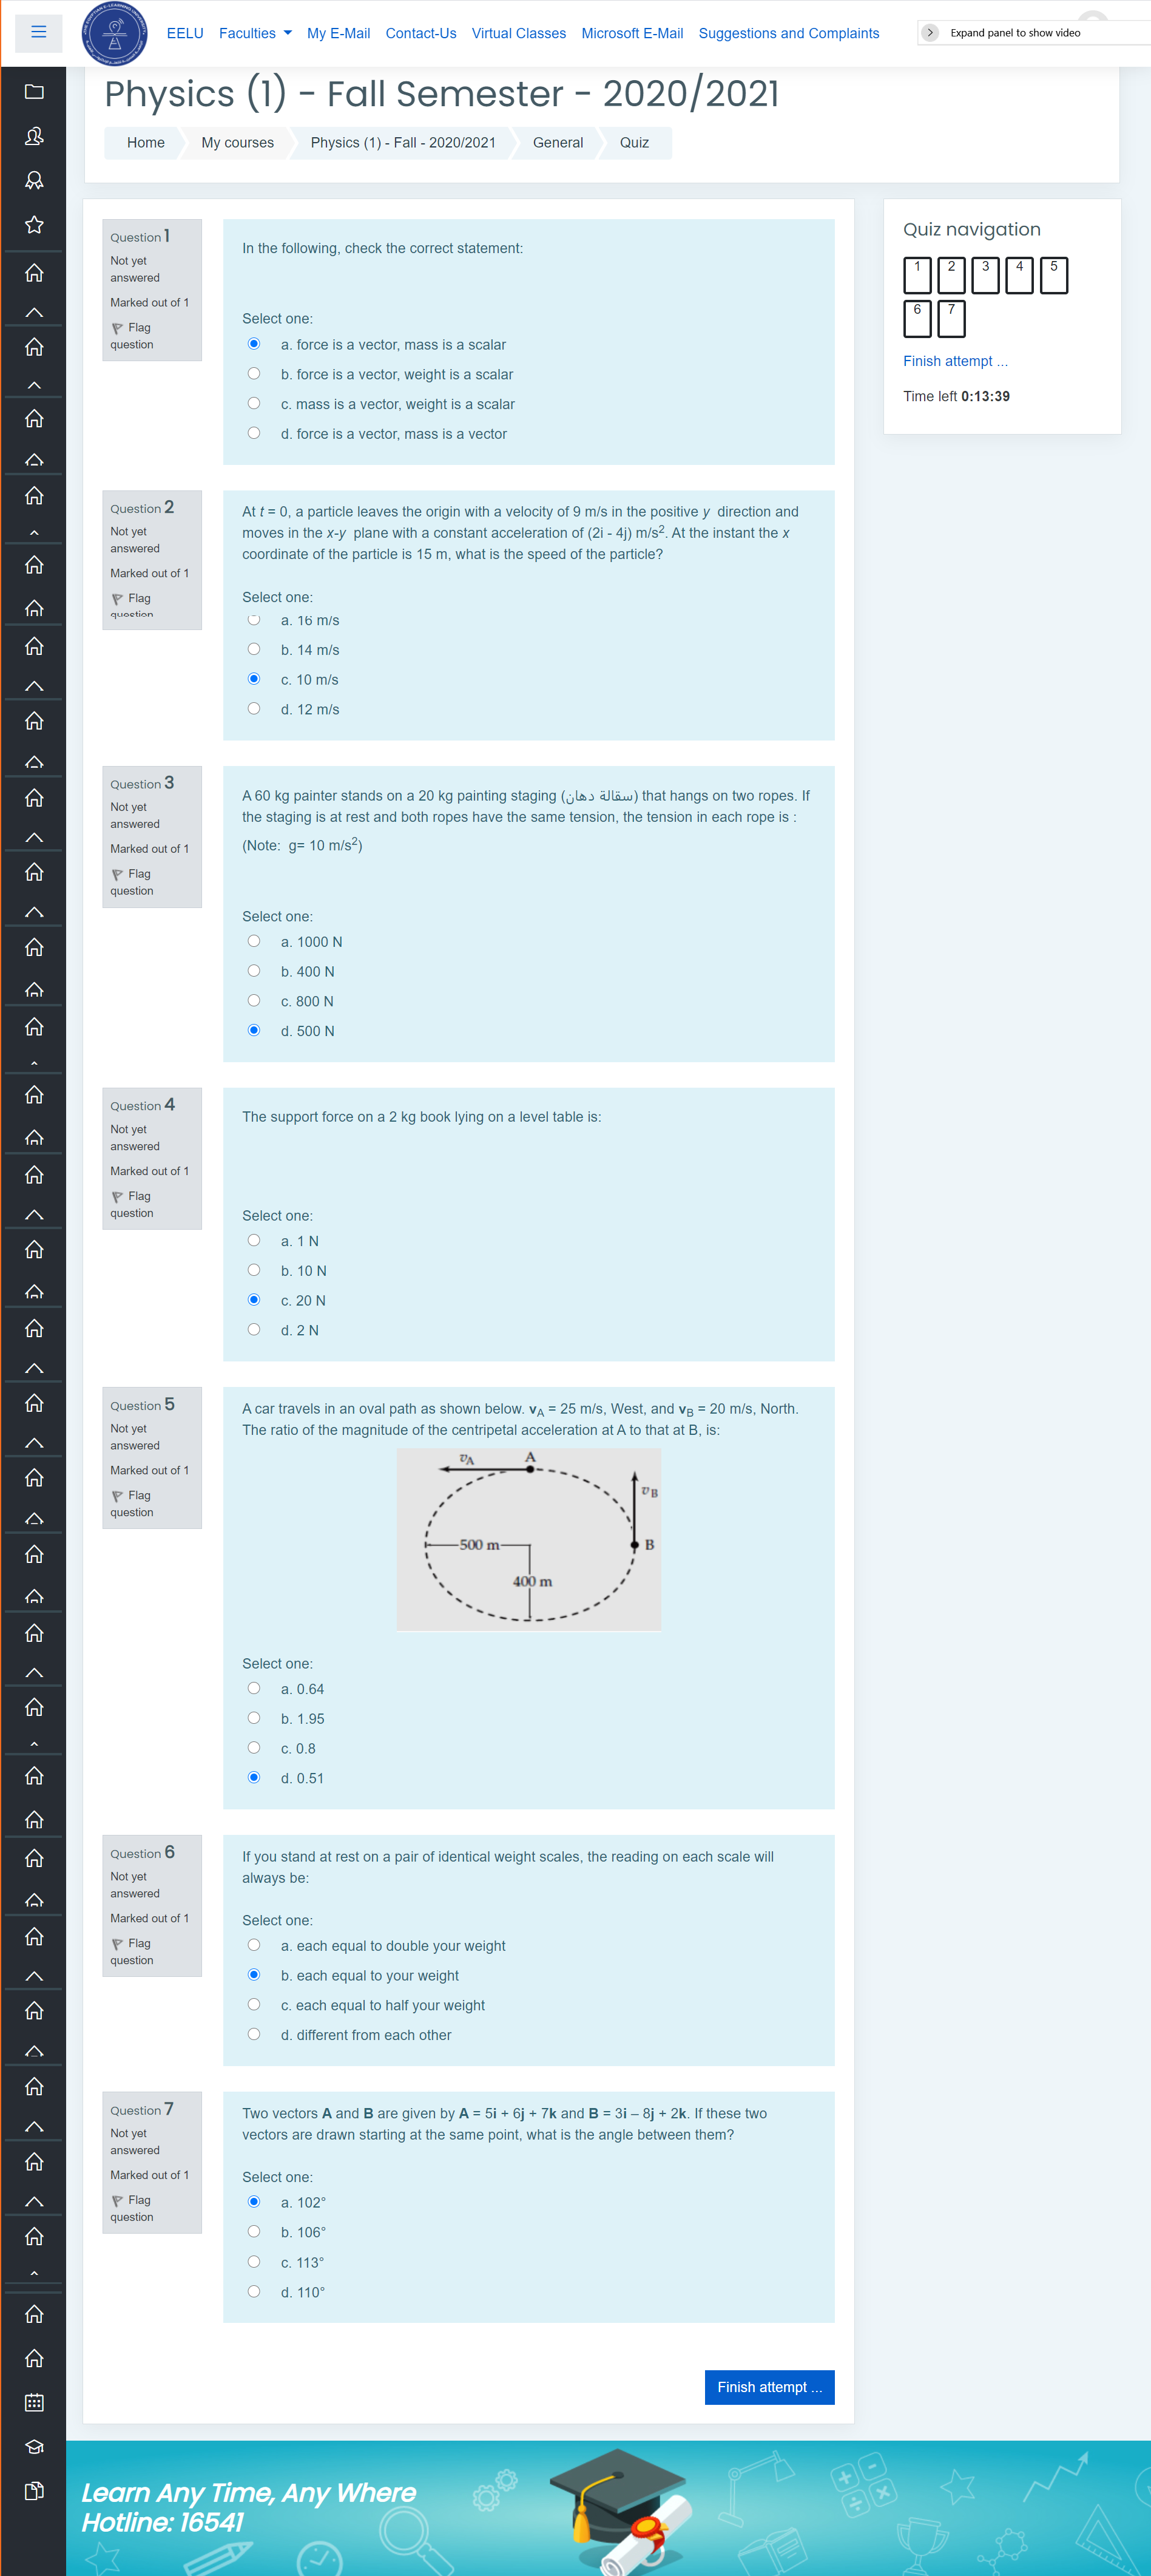 EELU Faculties My E-Mail Contact-Us Virtual Classes Microsoft E-Mail Suggestions and Complaints
Expand panel to show video
Physics (1) - Fall Semester - 2020/2021
Home My courses Physics (1) - Fall - 2020/2021 General Quiz
Question 1
Not yet
answered
Marked out of 1
Flag
question
In the following, check the correct statement:
Select one:
a. force is a vector, mass is a scalar
b. force is a vector, weight is a scalar
c. mass is a vector, weight is a scalar
d. force is a vector, mass is a vector
Question 2
Not yet
answered
Marked out of 1
Flag
question
At t = 0, a particle leaves the origin with a velocity of 9 m/s in the positive y direction and
moves in the x-y plane with a constant acceleration of (2i - 4j) m/s². At the instant the x
coordinate of the particle is 15 m, what is the speed of the particle?
Select one:
a. 16 m/s
b. 14 m/s
c. 10 m/s
d. 12 m/s
Question 3
Not yet
answered
Marked out of 1
Flag
question
A 60 kg painter stands on a 20 kg painting staging (سقالة دهان) that hangs on two ropes. If
the staging is at rest and both ropes have the same tension, the tension in each rope is :
(Note: g= 10 m/s²)
Select one:
a. 1000 N
b. 400 N
c. 800 N
d. 500 N
Question 4
Not yet
answered
Marked out of 1
Flag
question
The support force on a 2 kg book lying on a level table is:
Select one:
a. 1 N
b. 10 N
c. 20 N
d. 2 N
Question 5
Not yet
answered
Marked out of 1
Flag
question
A car travels in an oval path as shown below. vA = 25 m/s, West, and vB = 20 m/s, North.
The ratio of the magnitude of the centripetal acceleration at A to that at B, is:
vA A
vB
500 m B
400 m
Select one:
a. 0.64
b. 1.95
c. 0.8
d. 0.51
Question 6
Not yet
answered
Marked out of 1
Flag
question
If you stand at rest on a pair of identical weight scales, the reading on each scale will
always be:
Select one:
a. each equal to double your weight
b. each equal to your weight
c. each equal to half your weight
d. different from each other
Question 7
Not yet
answered
Marked out of 1
Flag
question
Two vectors A and B are given by A = 5i + 6j + 7k and B = 3i – 8j + 2k. If these two
vectors are drawn starting at the same point, what is the angle between them?
Select one:
a. 102°
b. 106°
c. 113°
d. 110°
Finish attempt ...
Quiz navigation
1 2 3 4 5
6 7
Finish attempt ...
Time left 0:13:39
Learn Any Time, Any Where
Hotline: 16541